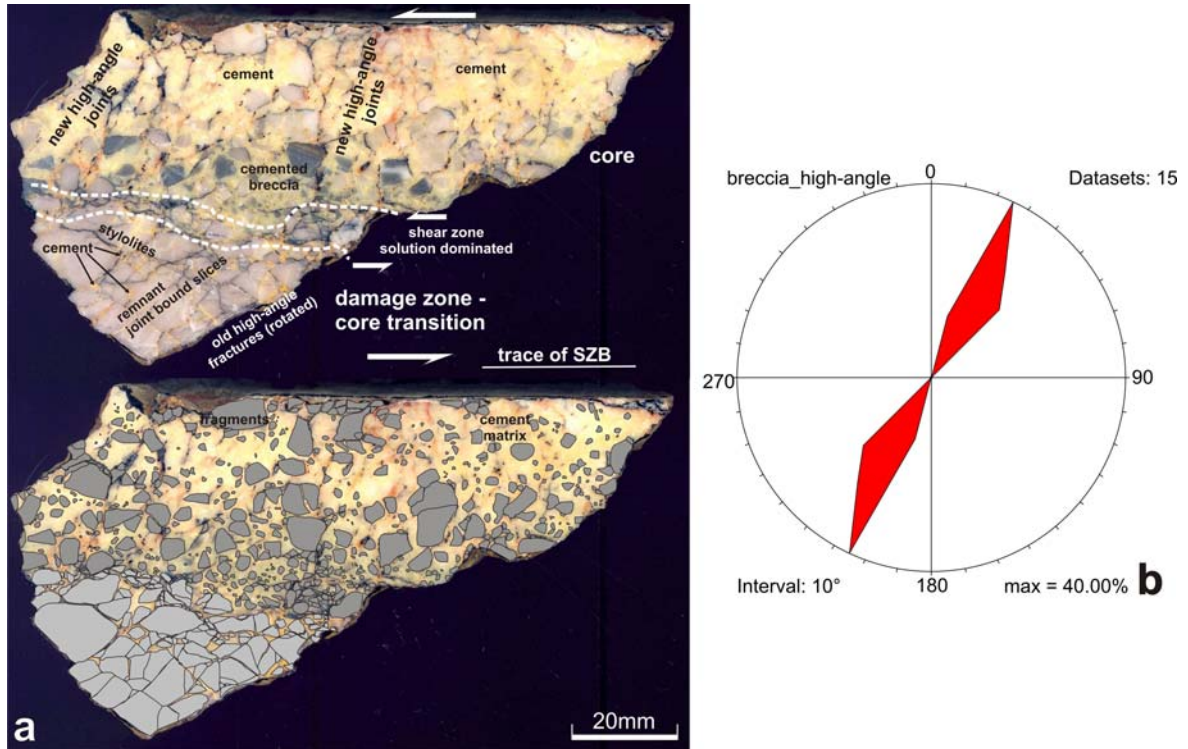 new high-angle
joints
cement
new high-angle
joints
cement
core
cemented
breccia
shear zone
solution dominated
stylolites
cement
remnant
joint bound slices
old high-angle
fractures (rotated)
damage zone -
core transition
trace of SZB
fragments
cement
matrix
a
20mm
breccia_high-angle
0
Datasets: 15
270
90
Interval: 10°
180
max = 40.00%
b